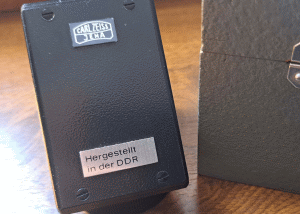 CARL ZEISS
JENA
Hergestellt
in der DDR